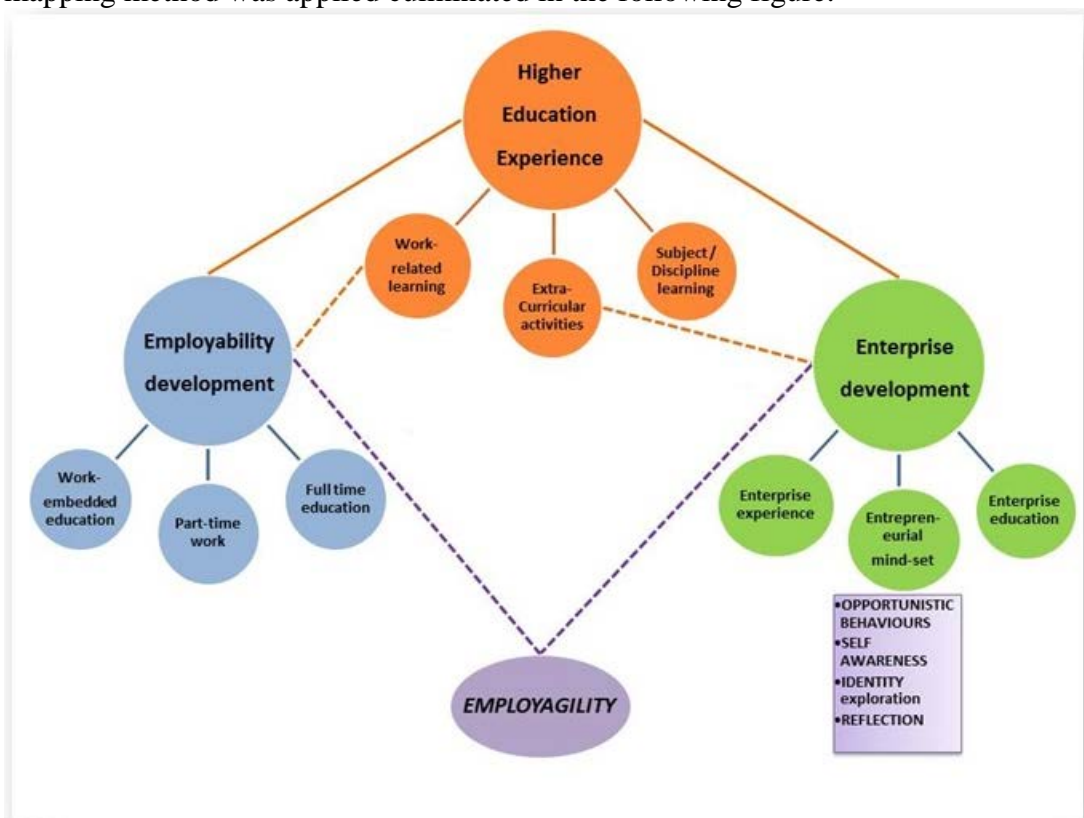 mapping method was applied culminated in the following figure.
Higher
Education
Experience
Work-
related
learning
Extra-
Curricular
activities
Subject /
Discipline
learning
Employability
development
Work-
embedded
education
Part-time
work
Full time
education
Enterprise
development
Enterprise
experience
Entrepren-
eurial
mind-set
Enterprise
education
•OPPORTUNISTIC
BEHAVIOURS
•SELF
AWARENESS
•IDENTITY
exploration
•REFLECTION
EMPLOYAGILITY